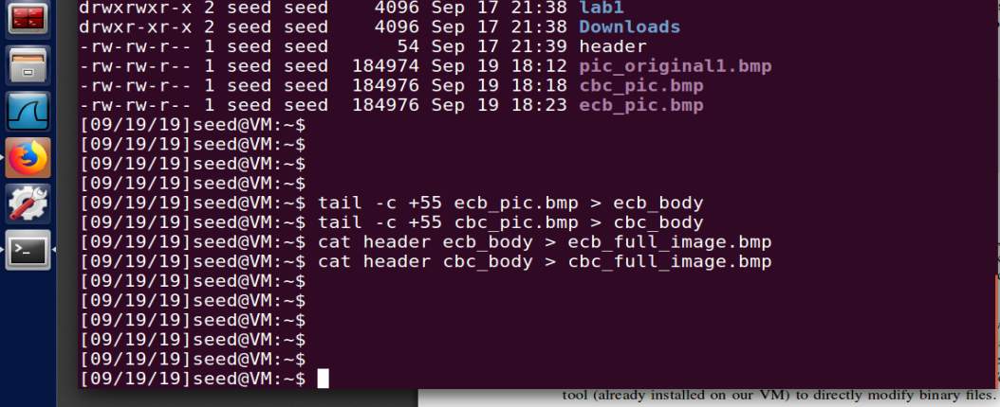 drwxrwxr-x 2 seed seed    4096 Sep 17 21:38 lab1
drwxr-xr-x 2 seed seed    4096 Sep 17 21:38 Downloads
-rw-rw-r-- 1 seed seed      54 Sep 17 21:39 header
-rw-rw-r-- 1 seed seed  184974 Sep 19 18:12 pic_original1.bmp
-rw-rw-r-- 1 seed seed  184976 Sep 19 18:18 cbc_pic.bmp
-rw-rw-r-- 1 seed seed  184976 Sep 19 18:23 ecb_pic.bmp
[09/19/19]seed@VM:~$
[09/19/19]seed@VM:~$
[09/19/19]seed@VM:~$
[09/19/19]seed@VM:~$
[09/19/19]seed@VM:~$ tail -c +55 ecb_pic.bmp > ecb_body
[09/19/19]seed@VM:~$ tail -c +55 cbc_pic.bmp > cbc_body
[09/19/19]seed@VM:~$ cat header ecb_body > ecb_full_image.bmp
[09/19/19]seed@VM:~$ cat header cbc_body > cbc_full_image.bmp
[09/19/19]seed@VM:~$
[09/19/19]seed@VM:~$
[09/19/19]seed@VM:~$
[09/19/19]seed@VM:~$
[09/19/19]seed@VM:~$
[09/19/19]seed@VM:~$
tool (already installed on our VM) to directly modify binary files.